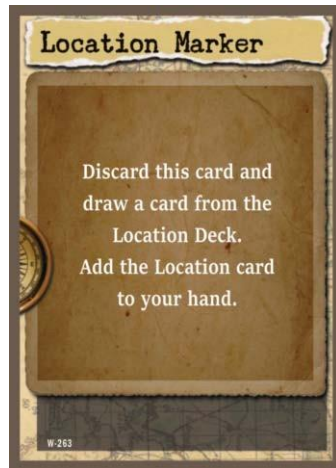 Location Marker
Discard this card and
draw a card from the
Location Deck.
Add the Location card
to your hand.
W-263